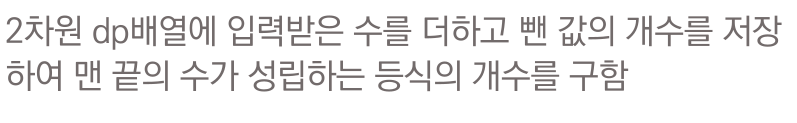 2차원 dp배열에 입력받은 수를 더하고 뺀 값의 개수를 저장
하여 맨 끝의 수가 성립하는 등식의 개수를 구함